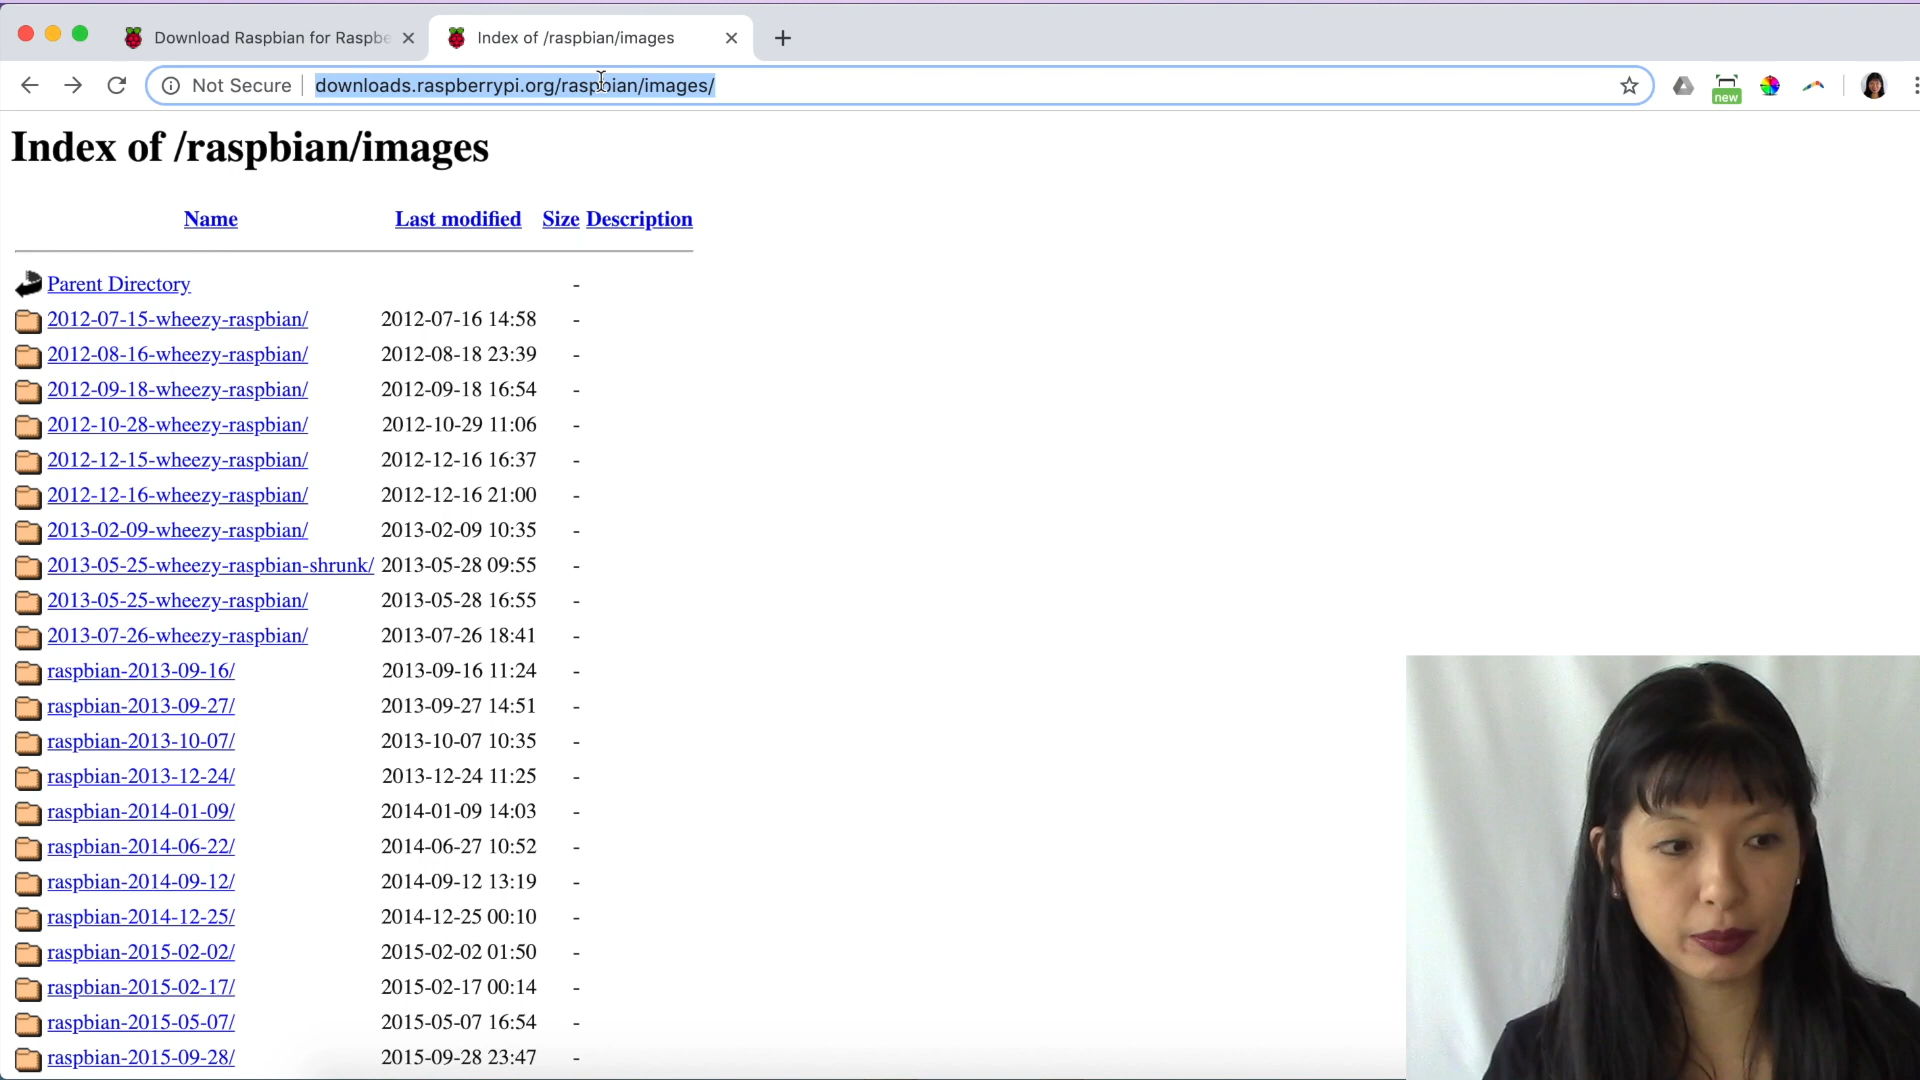 Download Raspbian for Raspbe
Index of /raspbian/images
Not Secure
downloads.raspberrypi.org/raspbian/images/
new
Index of /raspbian/images
Name Last modified Size Description
Parent Directory -
2012-07-15-wheezy-raspbian/ 2012-07-16 14:58 -
2012-08-16-wheezy-raspbian/ 2012-08-18 23:39 -
2012-09-18-wheezy-raspbian/ 2012-09-18 16:54 -
2012-10-28-wheezy-raspbian/ 2012-10-29 11:06 -
2012-12-15-wheezy-raspbian/ 2012-12-16 16:37 -
2012-12-16-wheezy-raspbian/ 2012-12-16 21:00 -
2013-02-09-wheezy-raspbian/ 2013-02-09 10:35 -
2013-05-25-wheezy-raspbian-shrunk/ 2013-05-28 09:55 -
2013-05-25-wheezy-raspbian/ 2013-05-28 16:55 -
2013-07-26-wheezy-raspbian/ 2013-07-26 18:41 -
raspbian-2013-09-16/ 2013-09-16 11:24 -
raspbian-2013-09-27/ 2013-09-27 14:51 -
raspbian-2013-10-07/ 2013-10-07 10:35 -
raspbian-2013-12-24/ 2013-12-24 11:25 -
raspbian-2014-01-09/ 2014-01-09 14:03 -
raspbian-2014-06-22/ 2014-06-27 10:52 -
raspbian-2014-09-12/ 2014-09-12 13:19 -
raspbian-2014-12-25/ 2014-12-25 00:10 -
raspbian-2015-02-02/ 2015-02-02 01:50 -
raspbian-2015-02-17/ 2015-02-17 00:14 -
raspbian-2015-05-07/ 2015-05-07 16:54 -
raspbian-2015-09-28/ 2015-09-28 23:47 -